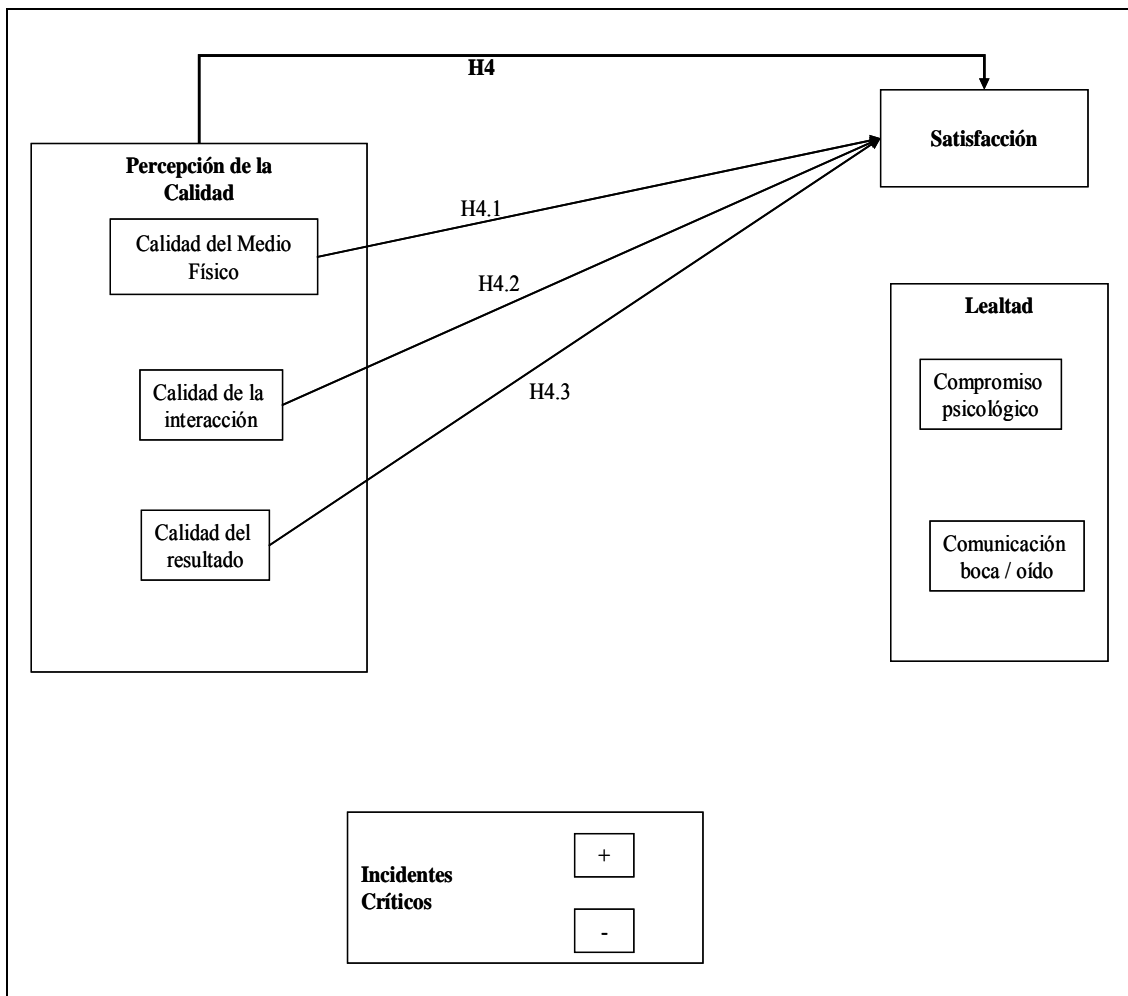 H4
Satisfacción
Percepción de la
Calidad
H4.1
Calidad del Medio
Físico
H4.2
Lealtad
Calidad de la
interacción
H4.3
Compromiso
psicológico
Calidad del
resultado
Comunicación
boca / oído
Incidentes
Críticos
+
-